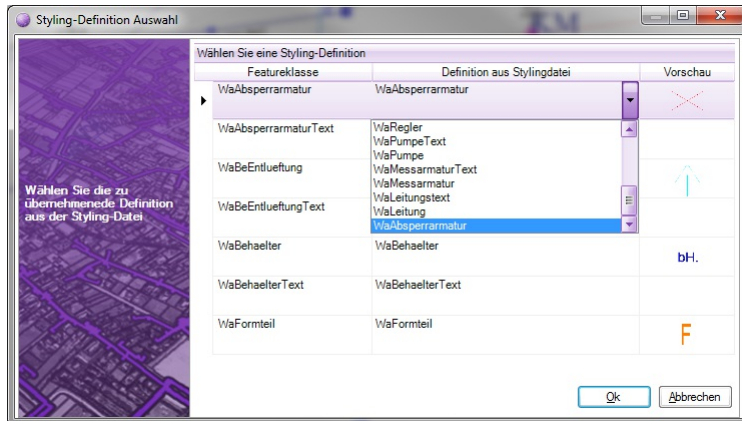 Styling-Definition Auswahl
Wählen Sie eine Styling-Definition
Featureklasse Definition aus Stylingdatei Vorschau
WaAbsperrarmatur WaAbsperrarmatur
WaAbsperrarmaturText WaRegler
WaPumpeText
WaPumpe
WaBeEntlueftung WaMessarmaturText
WaMessarmatur
WaLeitungstext
WaBeEntlueftungText WaLeitung
WaAbsperrarmatur
Wählen Sie die zu
übernehmenede Definition
aus der Styling-Datei
WaBehaelter WaBehaelter bH.
WaBehaelterText WaBehaelterText
WaFormteil WaFormteil F
Ok Abbrechen